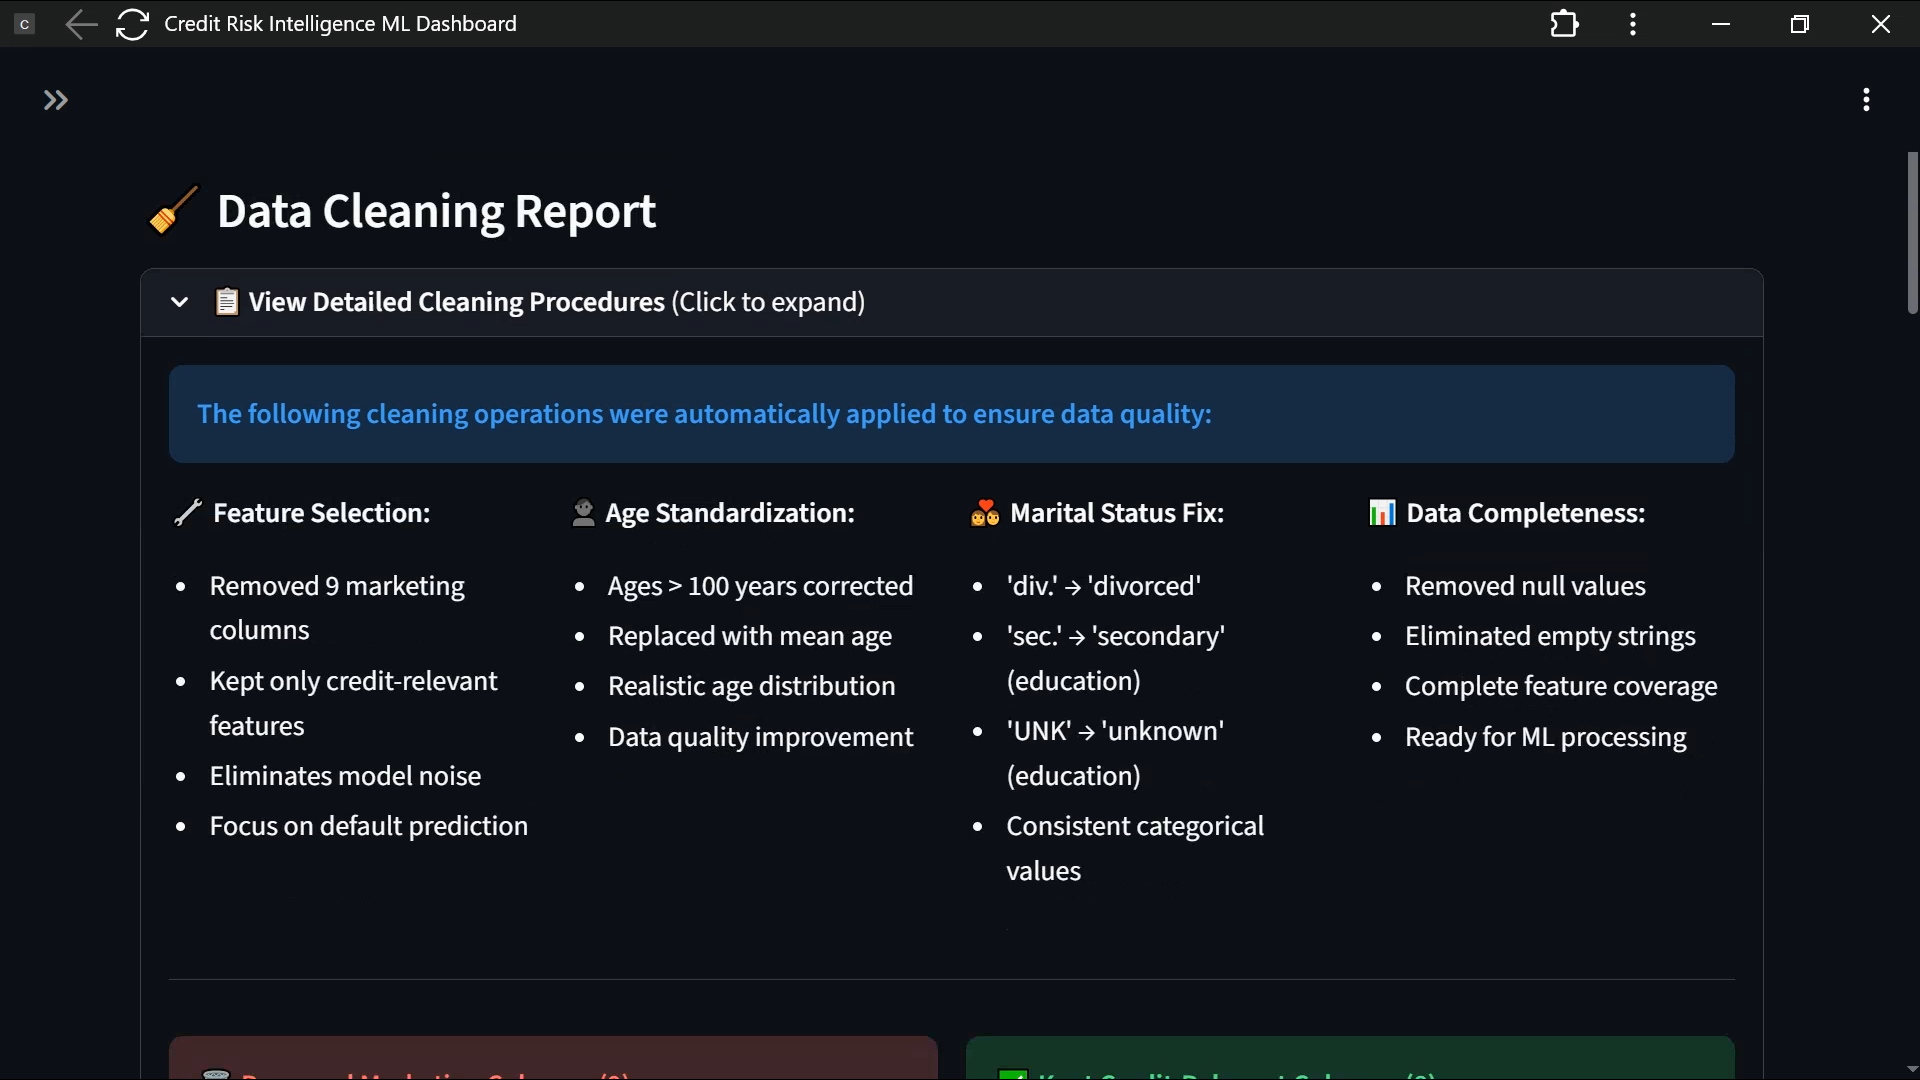 C
Credit Risk Intelligence ML Dashboard
Data Cleaning Report
View Detailed Cleaning Procedures (Click to expand)
The following cleaning operations were automatically applied to ensure data quality:
Feature Selection:
• Removed 9 marketing
columns
• Kept only credit-relevant
features
• Eliminates model noise
• Focus on default prediction
Age Standardization:
• Ages > 100 years corrected
• Replaced with mean age
• Realistic age distribution
• Data quality improvement
Marital Status Fix:
• 'div.' → 'divorced'
• 'sec.' → 'secondary'
(education)
• 'UNK' → 'unknown'
(education)
• Consistent categorical
values
Data Completeness:
• Removed null values
• Eliminated empty strings
• Complete feature coverage
• Ready for ML processing